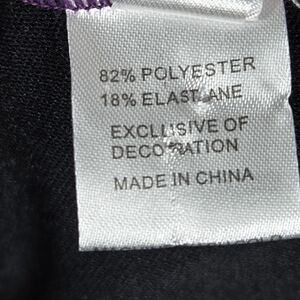 82% POLYESTER
18% ELASTANE
EXCLUSIVE OF
DECORATION
MADE IN CHINA